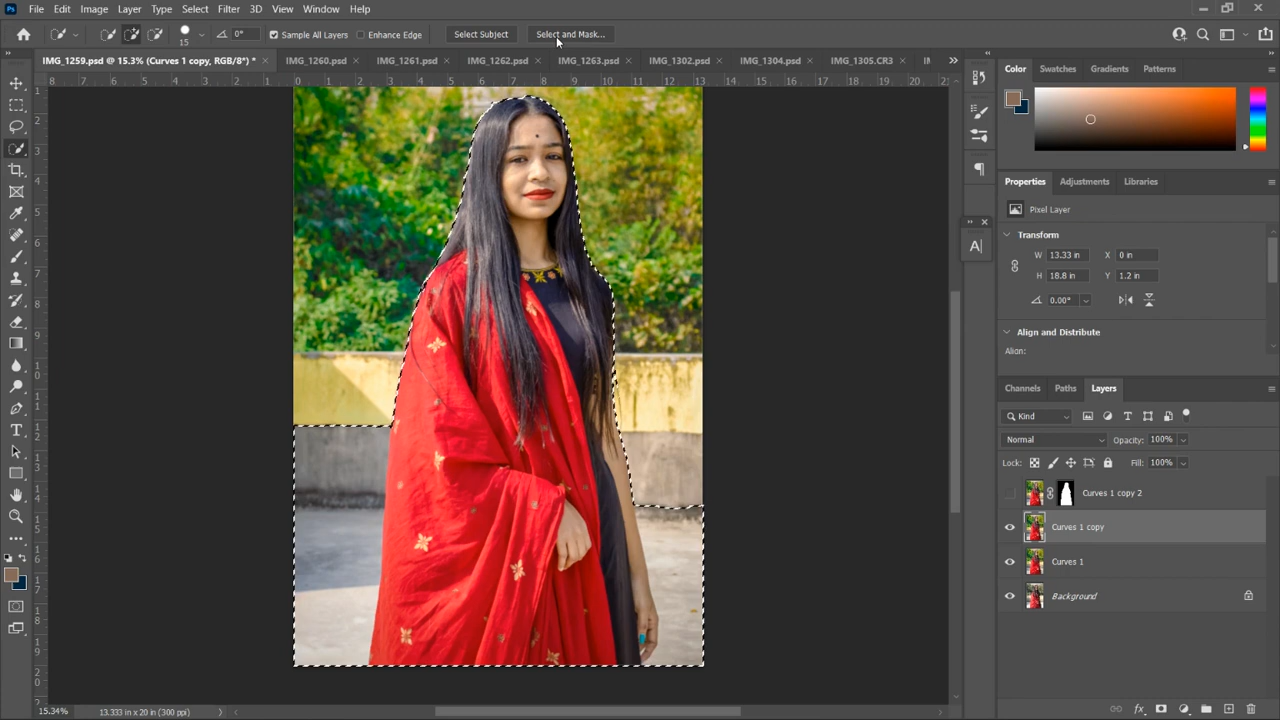 Ps File Edit Image Layer Type Select Filter 3D View Window Help
15 0° Sample All Layers Enhance Edge Select Subject Select and Mask...
IMG_1259.psd @ 15.3% (Curves 1 copy, RGB/8*) * IMG_1260.psd IMG_1261.psd IMG_1262.psd IMG_1263.psd IMG_1302.psd IMG_1304.psd IMG_1305.CR3
Color Swatches Gradients Patterns
Properties Adjustments Libraries
Pixel Layer
Transform
W 13.33 in X 0 in
H 18.8 in Y 1.2 in
0.00°
Align and Distribute
Align:
Channels Paths Layers
Kind
Normal Opacity: 100%
Lock: Fill: 100%
Curves 1 copy 2
Curves 1 copy
Curves 1
Background
15.34% 13.333 in x 20 in (300 ppi)